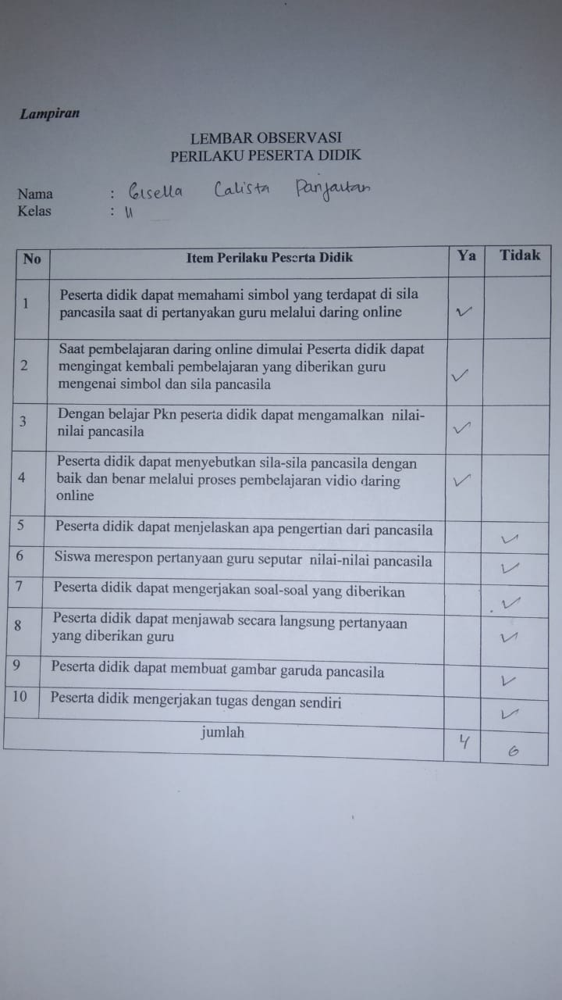 Lampiran
LEMBAR OBSERVASI
PERILAKU PESERTA DIDIK
Nama : Gisella Calista Panjaitan
Kelas :
No Item Perilaku Peserta Didik Ya Tidak
1 Peserta didik dapat memahami simbol yang terdapat di sila
pancasila saat di pertanyakan guru melalui daring online ✓
2 Saat pembelajaran daring online dimulai Peserta didik dapat
mengingat kembali pembelajaran yang diberikan guru
mengenai simbol dan sila pancasila ✓
3 Dengan belajar Pkn peserta didik dapat mengamalkan nilai-
nilai pancasila ✓
4 Peserta didik dapat menyebutkan sila-sila pancasila dengan
baik dan benar melalui proses pembelajaran vidio daring ✓
online
5 Peserta didik dapat menjelaskan apa pengertian dari pancasila ✓
6 Siswa merespon pertanyaan guru seputar nilai-nilai pancasila ✓
7 Peserta didik dapat mengerjakan soal-soal yang diberikan ✓
8 Peserta didik dapat menjawab secara langsung pertanyaan
yang diberikan guru ✓
9 Peserta didik dapat membuat gambar garuda pancasila ✓
10 Peserta didik mengerjakan tugas dengan sendiri ✓
jumlah 4 6